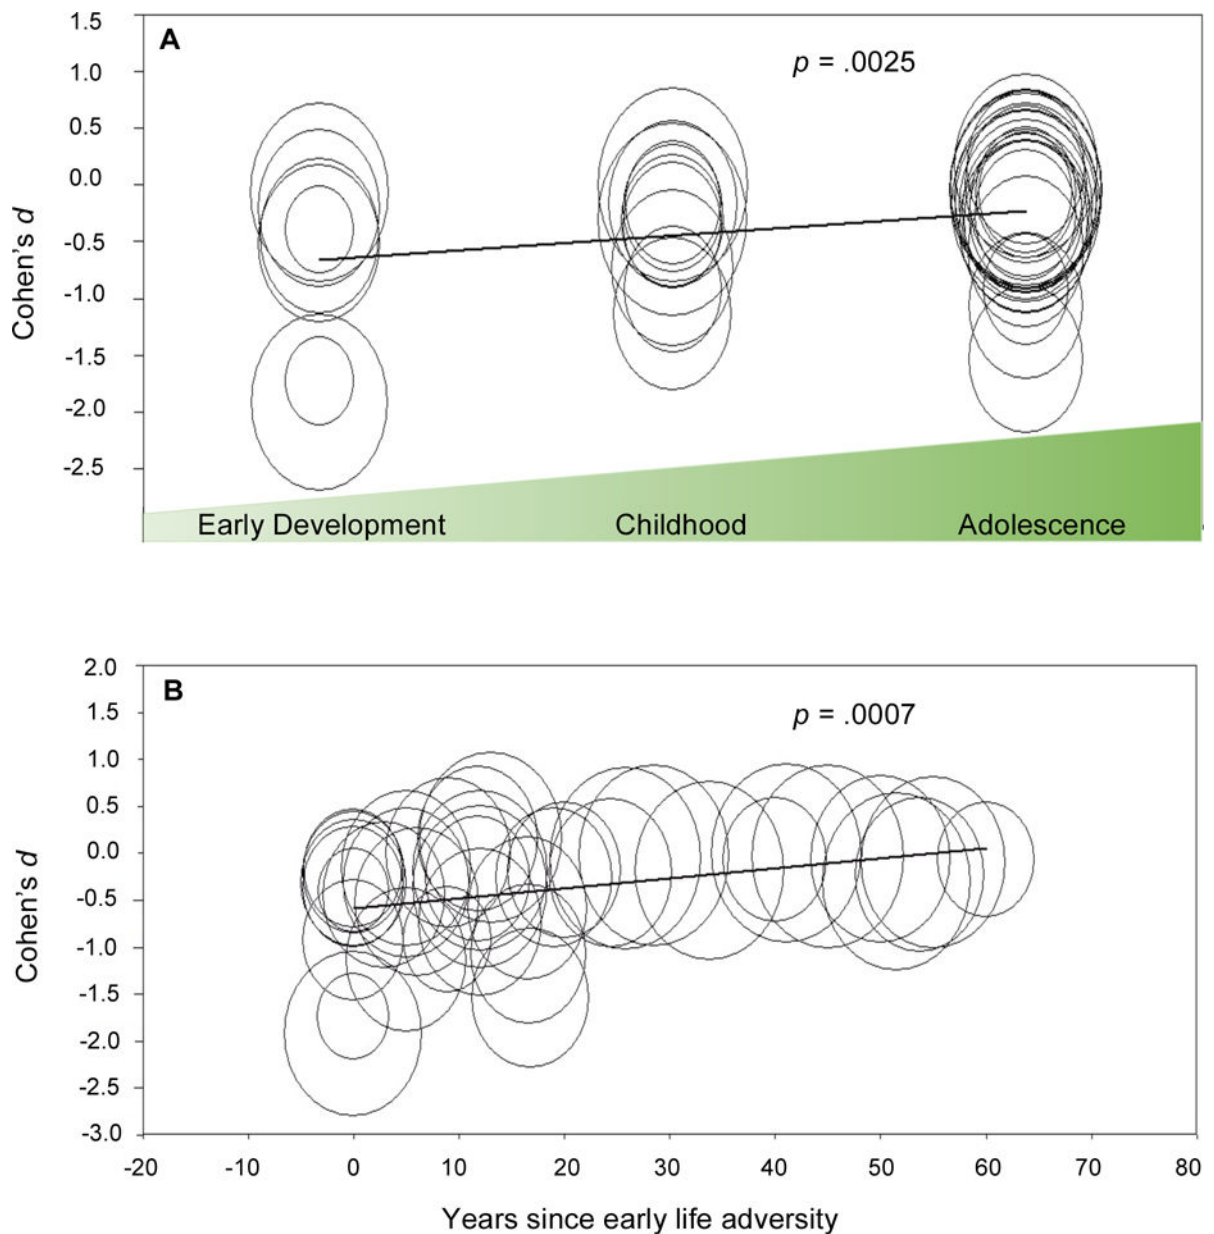 A
p = .0025
1.5
1.0
0.5
0.0
-0.5
-1.0
-1.5
-2.0
-2.5
Cohen's d
Early Development Childhood Adolescence
B
p = .0007
2.0
1.5
1.0
0.5
0.0
-0.5
-1.0
-1.5
-2.0
-2.5
-3.0
Cohen's d
-20 -10 0 10 20 30 40 50 60 70 80
Years since early life adversity